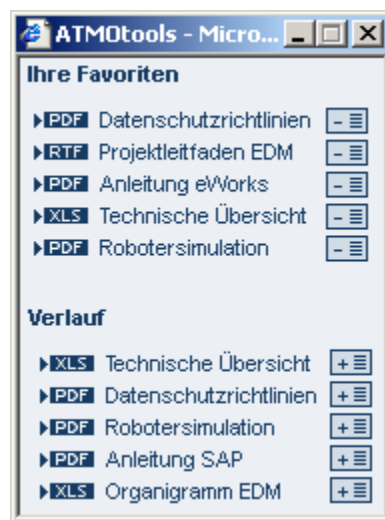 ATMOtools - Micro...
Ihre Favoriten
PDF Datenschutzrichtlinien
RTF Projektleitfaden EDM
PDF Anleitung eWorks
XLS Technische Übersicht
PDF Robotersimulation
Verlauf
XLS Technische Übersicht
PDF Datenschutzrichtlinien
PDF Robotersimulation
PDF Anleitung SAP
XLS Organigramm EDM